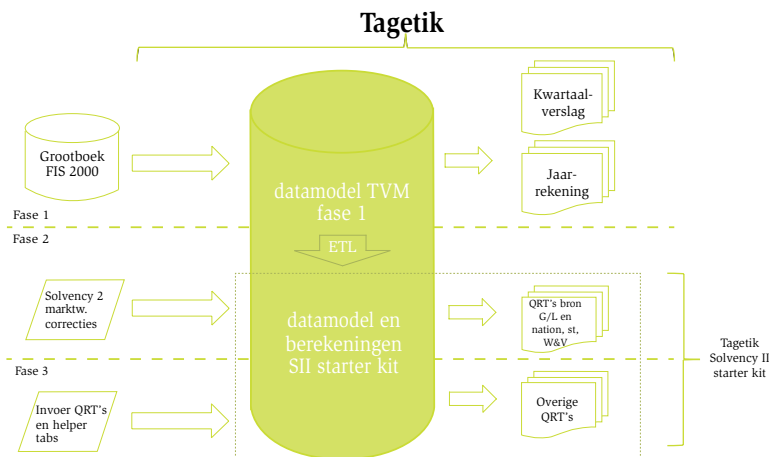 Tagetik
Kwartaal-
verslag
Grootboek
FIS 2000
Jaar-
rekening
datamodel TVM
fase 1
Fase 1
Fase 2
ETL
Solvency 2
marktw.
correcties
datamodel en
berekeningen
SII starter kit
QRT's bron
G/L en
nation, st,
W&V
Tagetik
Solvency II
starter kit
Fase 3
Invoer QRT's
en helper
tabs
Overige
QRT's